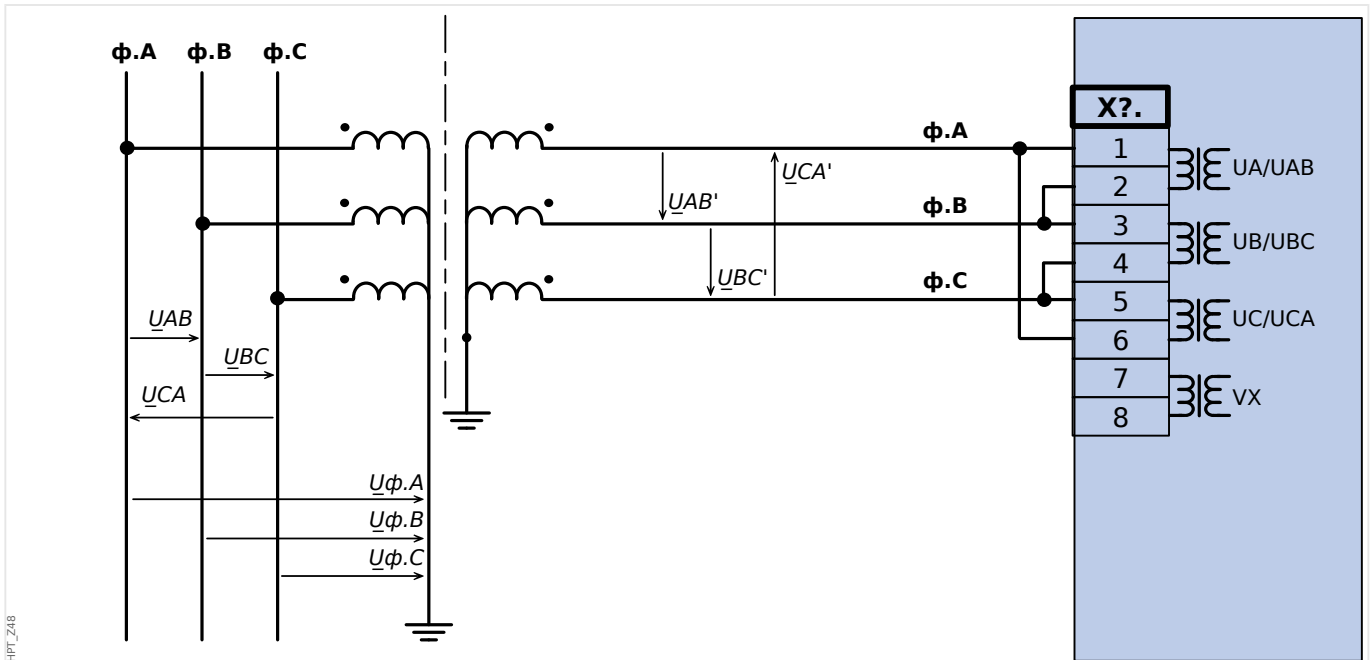 ф.A ф.B ф.C
X?.
ф.A
1
UA/UAB
UCA'
2
UAB'
ф.B
3
UB/UBC
4
UBC'
ф.C
5
UC/UCA
UAB
6
UBC
7
UCA
VX
8
Uф.A
Uф.B
Uф.C
HPT_Z48